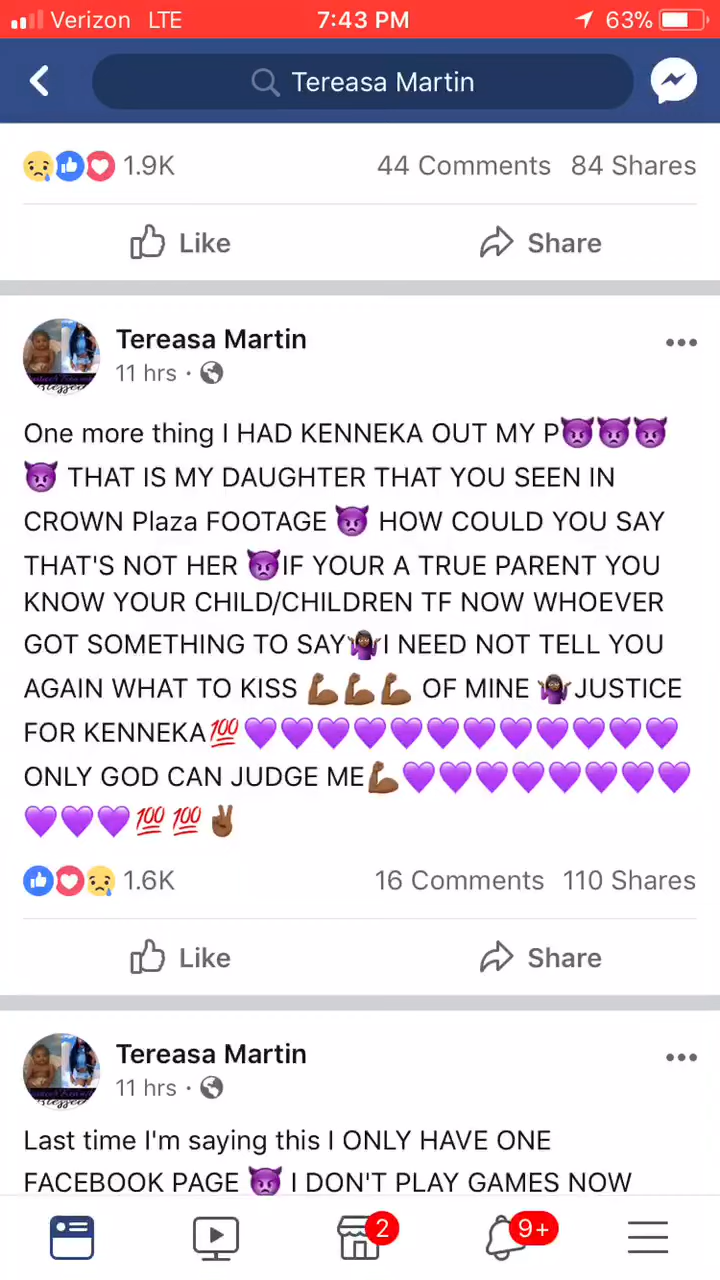 Verizon LTE 7:43 PM 63%
Tereasa Martin
1.9K 44 Comments 84 Shares
Like Share
Tereasa Martin
11 hrs ·
One more thing I HAD KENNEKA OUT MY P😈😈😈
😈 THAT IS MY DAUGHTER THAT YOU SEEN IN
CROWN Plaza FOOTAGE 😈 HOW COULD YOU SAY
THAT'S NOT HER 😈IF YOUR A TRUE PARENT YOU
KNOW YOUR CHILD/CHILDREN TF NOW WHOEVER
GOT SOMETHING TO SAY🤷🏾‍♀️I NEED NOT TELL YOU
AGAIN WHAT TO KISS 💪🏾💪🏾💪🏾 OF MINE 🤷🏾‍♀️JUSTICE
FOR KENNEKA💯💜💜💜💜💜💜💜💜💜💜💜💜
ONLY GOD CAN JUDGE ME💪🏾💜💜💜💜💜💜💜💜
💜💜💜💯💯✌🏾
1.6K 16 Comments 110 Shares
Like Share
Tereasa Martin
11 hrs ·
Last time I'm saying this I ONLY HAVE ONE
FACEBOOK PAGE 😈 I DON'T PLAY GAMES NOW
2 9+